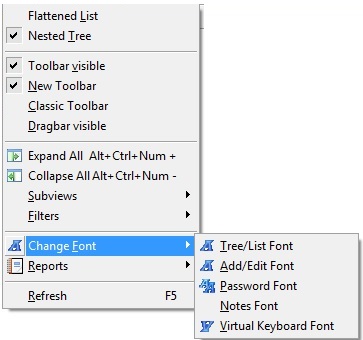 Flattened List
Nested Tree
Toolbar visible
New Toolbar
Classic Toolbar
Dragbar visible
Expand All Alt+Ctrl+Num +
Collapse All Alt+Ctrl+Num -
Subviews
Filters
Change Font
Reports
Refresh F5
Tree/List Font
Add/Edit Font
Password Font
Notes Font
Virtual Keyboard Font